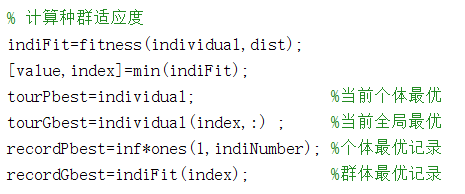 % 计算种群适应度
indiFit=fitness(individual,dist);
[value,index]=min(indiFit);
tourPbest=individual; %当前个体最优
tourGbest=individual(index,:) ; %当前全局最优
recordPbest=inf*ones(1,indiNumber); %个体最优记录
recordGbest=indiFit(index); %群体最优记录